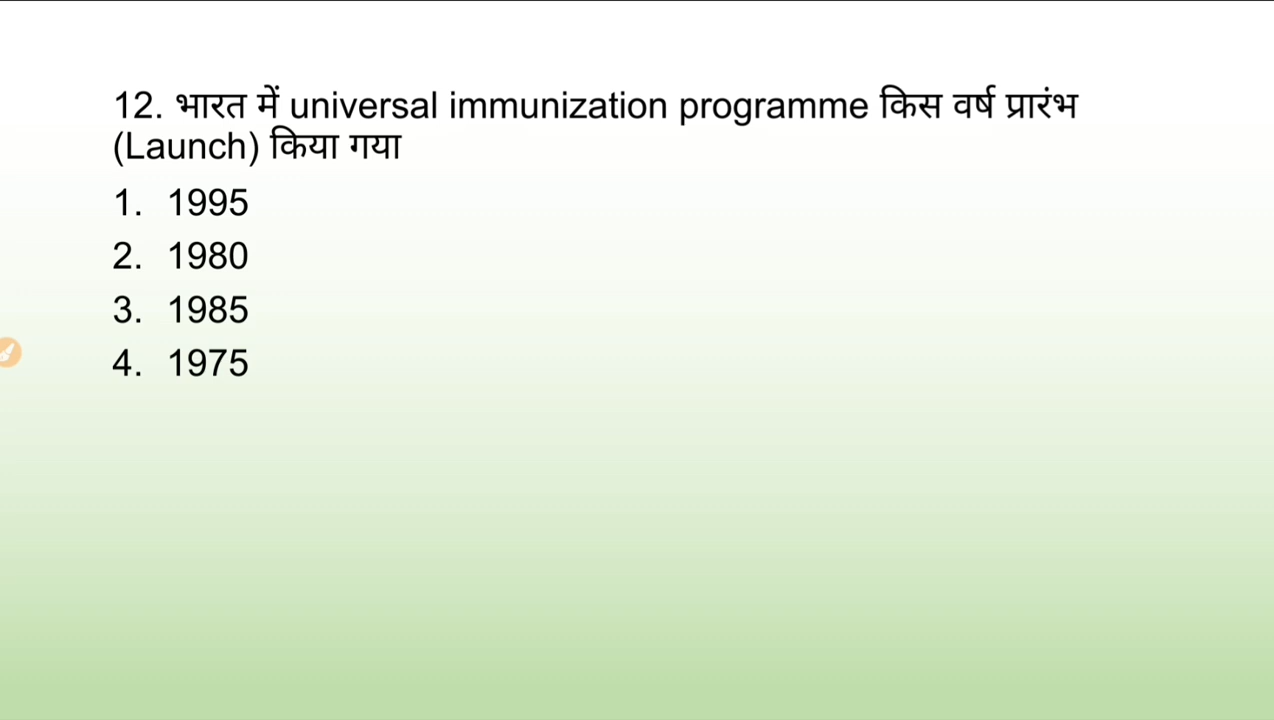 12. भारत में universal immunization programme किस वर्ष प्रारंभ
(Launch) किया गया
1. 1995
2. 1980
3. 1985
4. 1975